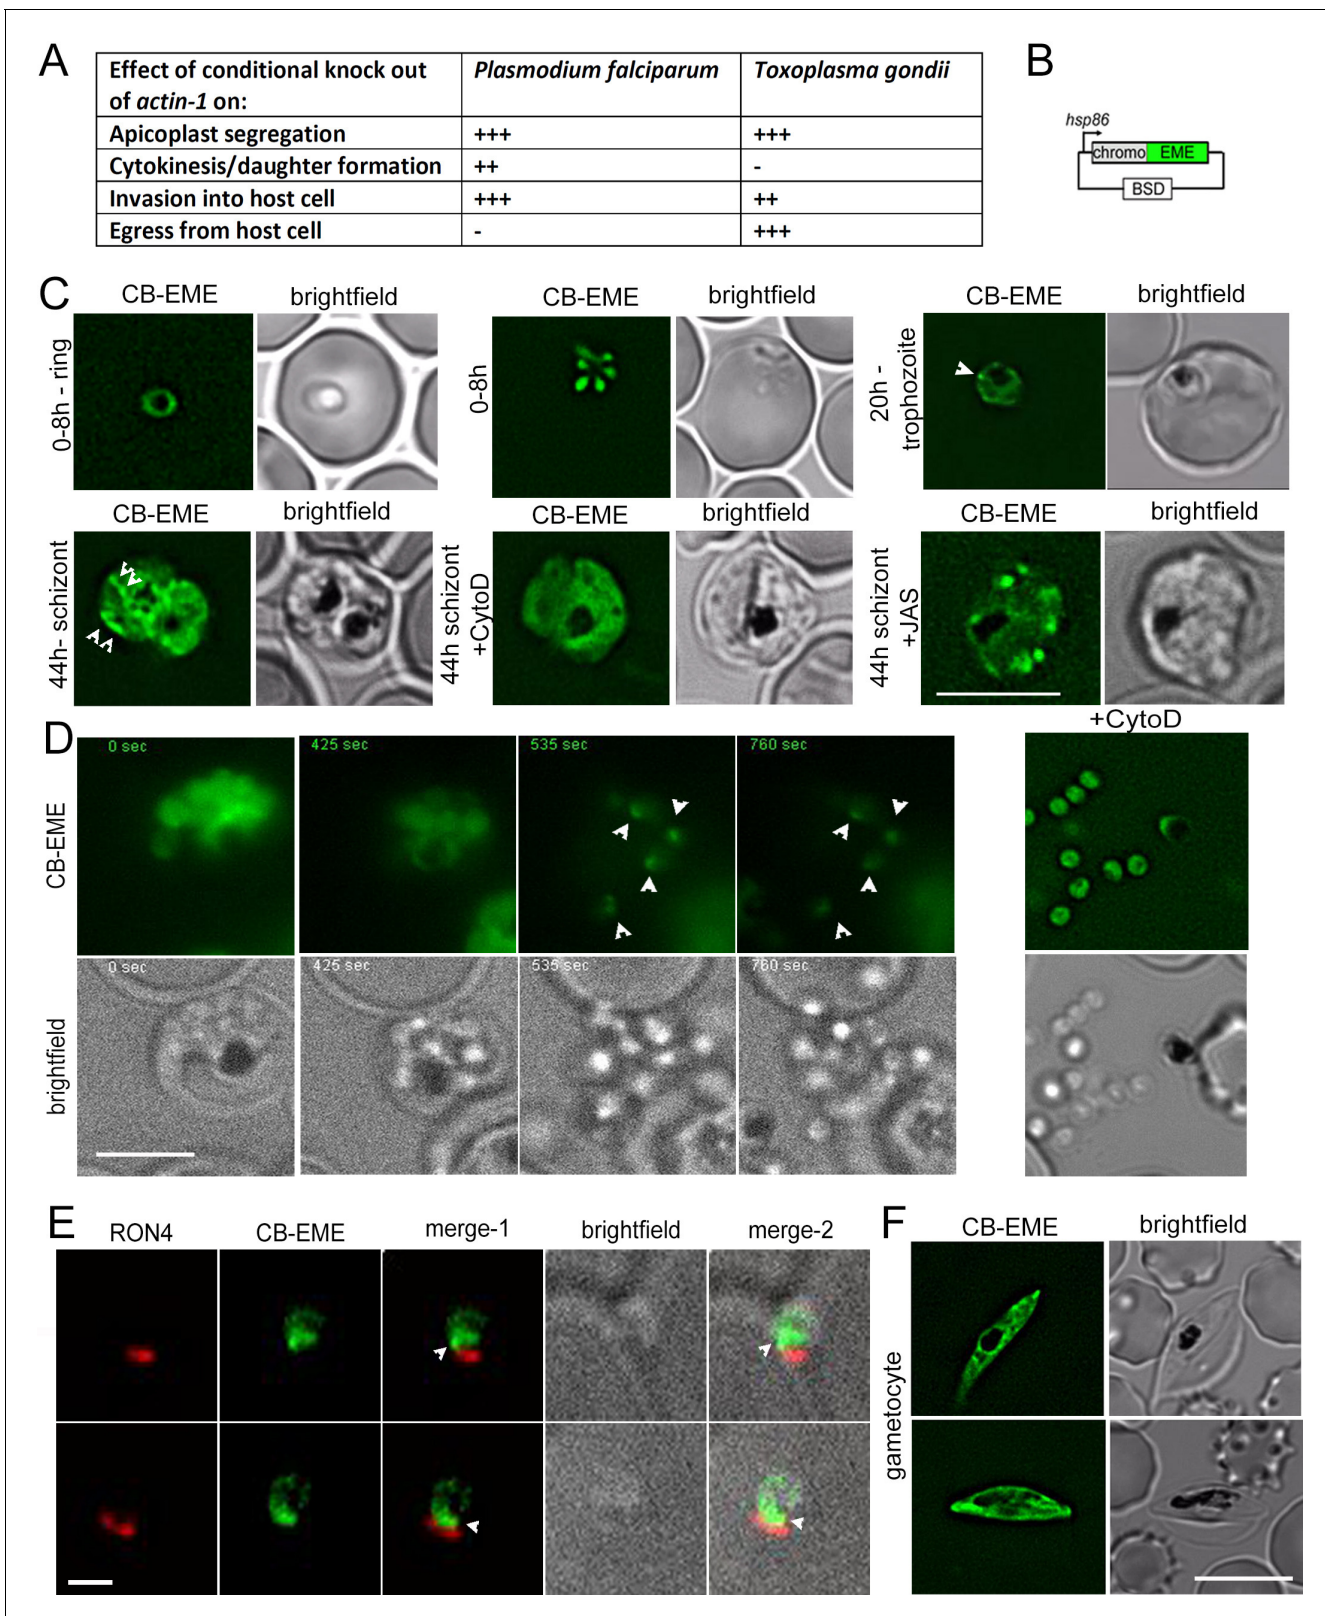 A
Effect of conditional knock out of actin-1 on:
Plasmodium falciparum
Toxoplasma gondii
Apicoplast segregation +++ +++
Cytokinesis/daughter formation ++ -
Invasion into host cell +++ ++
Egress from host cell - +++
B
hsp86
chromo EME
BSD
C
CB-EME brightfield CB-EME brightfield CB-EME brightfield
0-8h - ring
0-8h
20h -
trophozoite
CB-EME brightfield CB-EME brightfield CB-EME brightfield
44h- schizont
44h schizont
+CytoD
44h schizont
+JAS
D
+CytoD
CB-EME
0 sec 425 sec 535 sec 760 sec
brightfield
0 sec 425 sec 535 sec 760 sec
E
RON4 CB-EME merge-1 brightfield merge-2
F
CB-EME brightfield
gametocyte